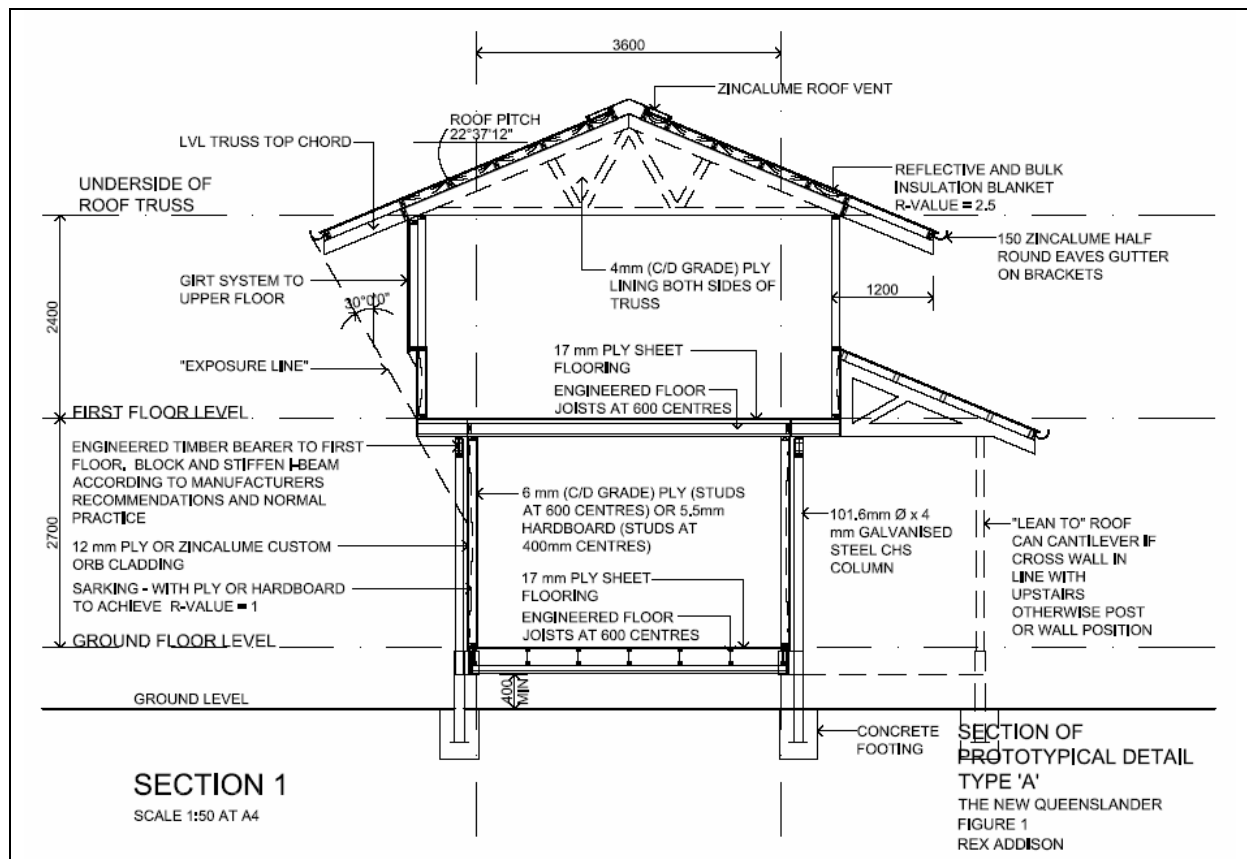 3600
ZINCALUME ROOF VENT
ROOF PITCH
22°37'12"
LVL TRUSS TOP CHORD
REFLECTIVE AND BULK
INSULATION BLANKET
R-VALUE = 2.5
UNDERSIDE OF
ROOF TRUSS
150 ZINCALUME HALF
ROUND EAVES GUTTER
ON BRACKETS
GIRT SYSTEM TO
UPPER FLOOR
4mm (C/D GRADE) PLY
LINING BOTH SIDES OF
TRUSS
1200
30°0'0"
2400
"EXPOSURE LINE"
17 mm PLY SHEET
FLOORING
ENGINEERED FLOOR
JOISTS AT 600 CENTRES
FIRST FLOOR LEVEL
ENGINEERED TIMBER BEARER TO FIRST
FLOOR. BLOCK AND STIFFEN I-BEAM
ACCORDING TO MANUFACTURERS
RECOMMENDATIONS AND NORMAL
PRACTICE
2700
12 mm PLY OR ZINCALUME CUSTOM
ORB CLADDING
SARKING - WITH PLY OR HARDBOARD
TO ACHIEVE R-VALUE = 1
6 mm (C/D GRADE) PLY (STUDS
AT 600 CENTRES) OR 5.5mm
HARDBOARD (STUDS AT
400mm CENTRES)
17 mm PLY SHEET
FLOORING
ENGINEERED FLOOR
JOISTS AT 600 CENTRES
101.6mm Ø x 4
mm GALVANISED
STEEL CHS
COLUMN
"LEAN TO" ROOF
CAN CANTILEVER IF
CROSS WALL IN
LINE WITH
UPSTAIRS
OTHERWISE POST
OR WALL POSITION
GROUND FLOOR LEVEL
400
MIN
GROUND LEVEL
CONCRETE
FOOTING
SECTION 1
SCALE 1:50 AT A4
SECTION OF
PROTOTYPICAL DETAIL
TYPE 'A'
THE NEW QUEENSLANDER
FIGURE 1
REX ADDISON